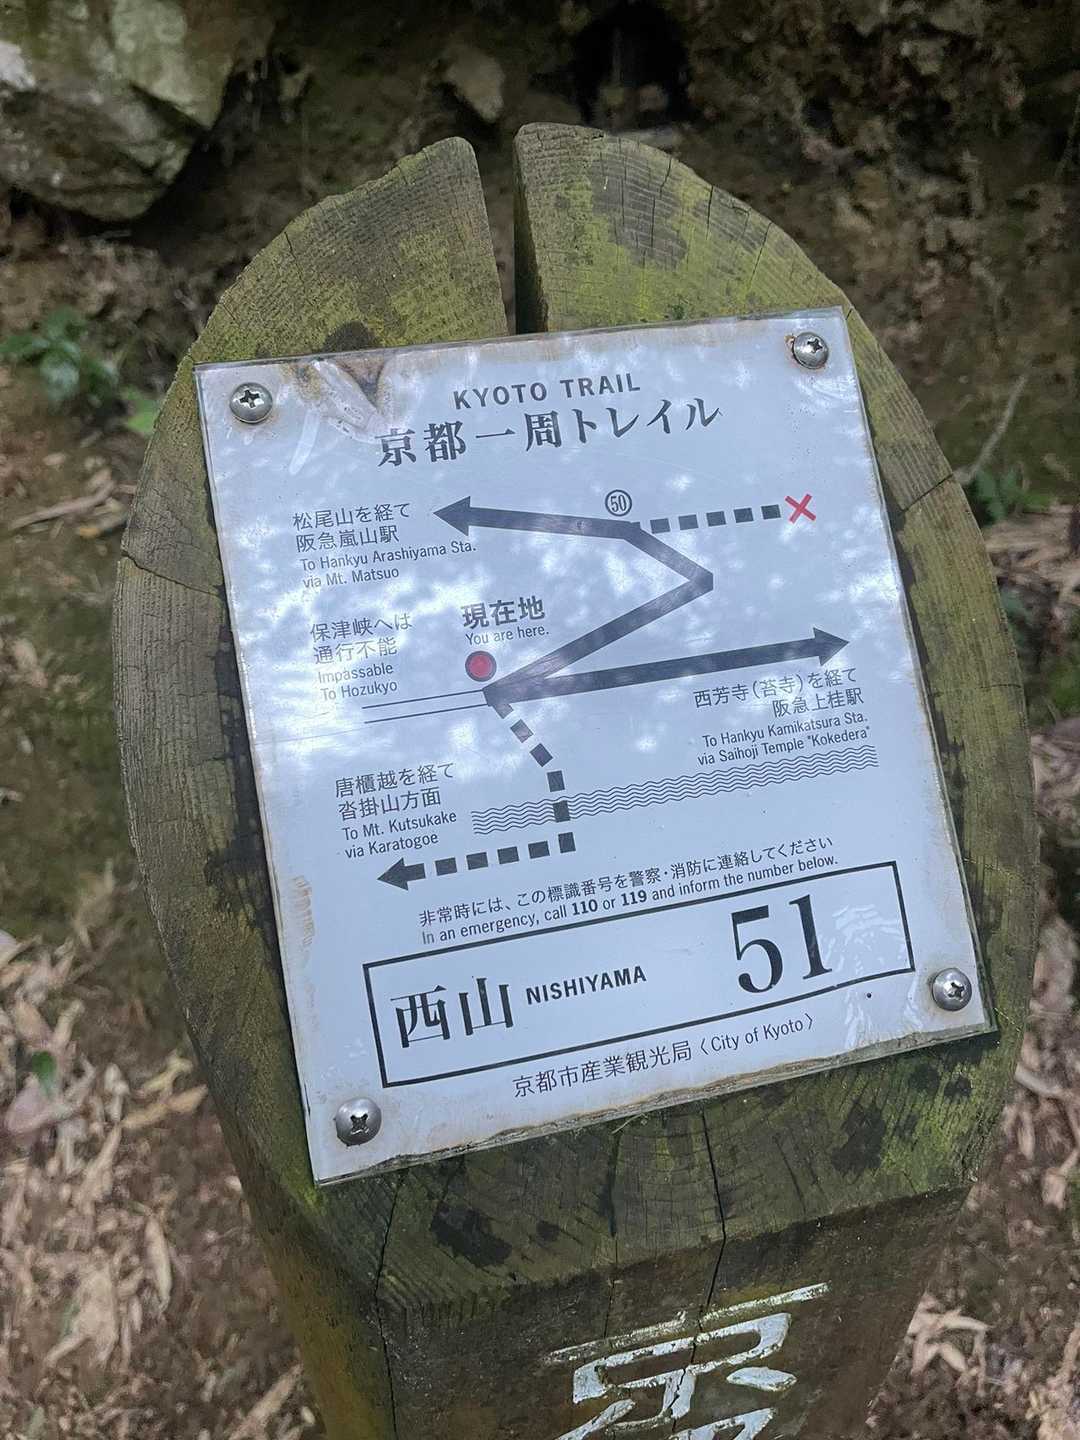 KYOTO TRAIL
京都一周トレイル
50
松尾山を経て
阪急嵐山駅
To Hankyu Arashiyama Sta.
via Mt. Matsuo
保津峡へは
通行不能
Impassable
To Hozukyo
現在地
You are here.
西芳寺（苔寺）を経て
阪急上桂駅
To Hankyu Kamikatsura Sta.
via Saihoji Temple "Kokedera"
唐櫃越を経て
沓掛山方面
To Mt. Kutsukake
via Karatogoe
非常時には、この標識番号を警察・消防に連絡してください
In an emergency, call 110 or 119 and inform the number below.
西山 NISHIYAMA 51
京都市産業観光局〈City of Kyoto〉
京